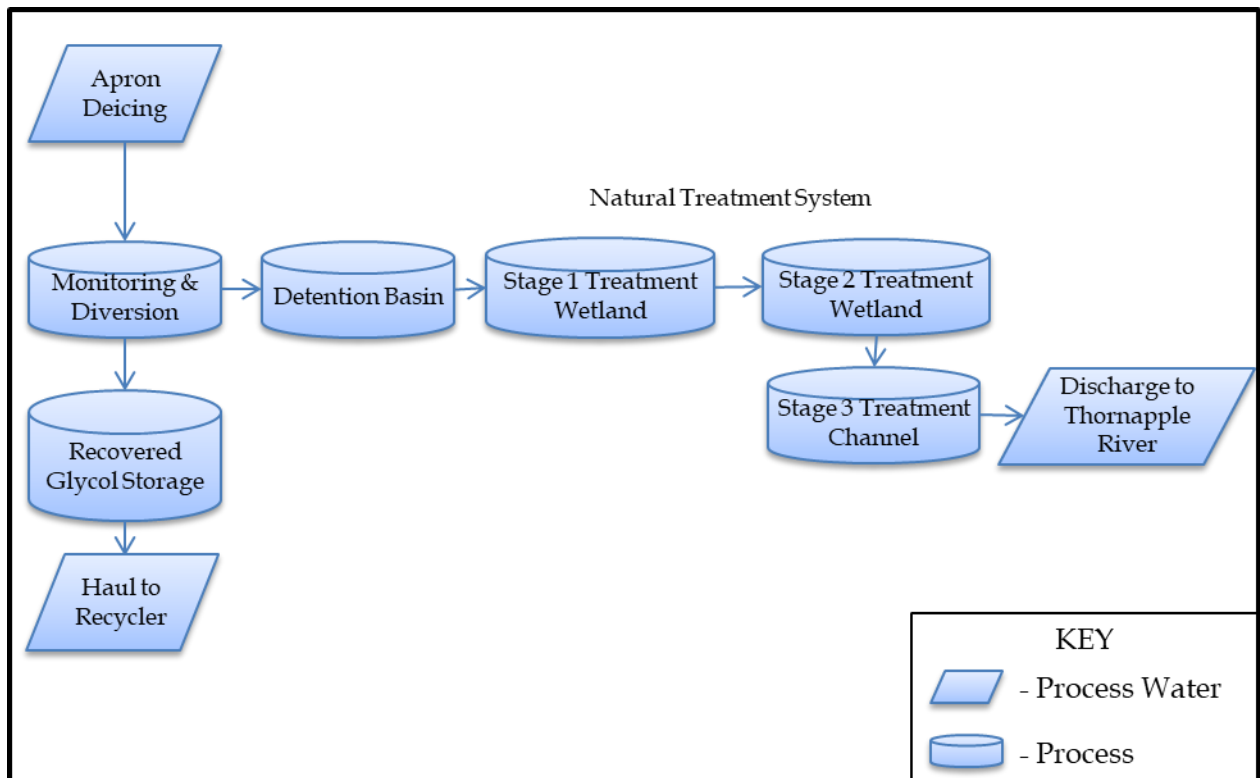 Apron
Deicing
Natural Treatment System
Monitoring &
Diversion
Detention Basin
Stage 1 Treatment
Wetland
Stage 2 Treatment
Wetland
Stage 3 Treatment
Channel
Discharge to
Thornapple
River
Recovered
Glycol Storage
Haul to
Recycler
KEY
- Process Water
- Process